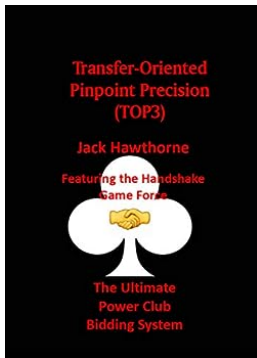 Transfer-Oriented
Pinpoint Precision
(TOP3)
Jack Hawthorne
Featuring the Handshake
Game Force
The Ultimate
Power Club
Bidding System